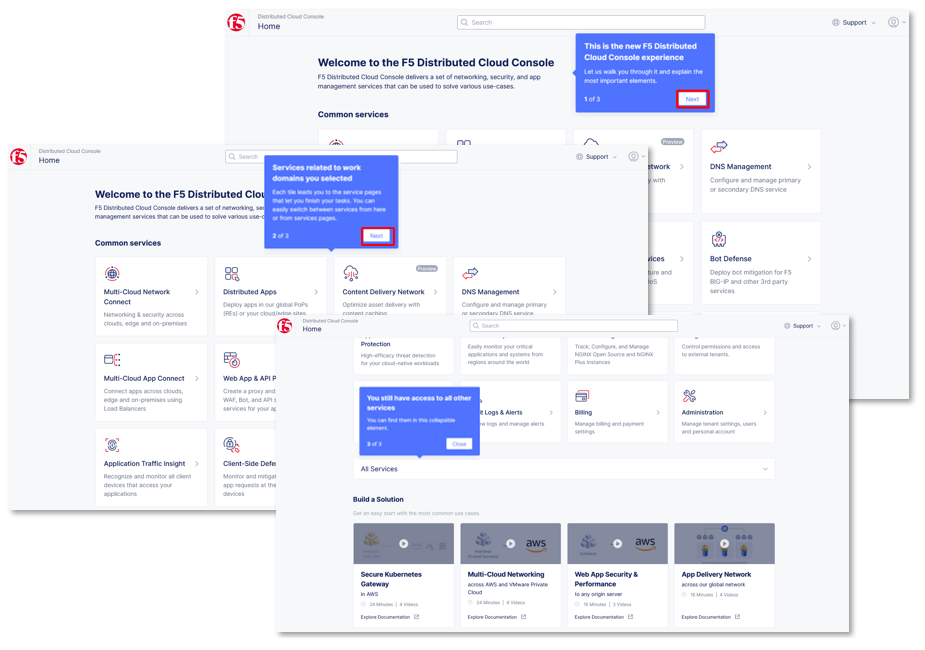 f5
Distributed Cloud Console
Home
Search
Support
Welcome to the F5 Distributed Cloud Console
F5 Distributed Cloud Console delivers a set of networking, security, and app
management services that can be used to solve various use-cases.
Common services
This is the new F5 Distributed
Cloud Console experience
Let us walk you through it and explain the
most important elements.
1 of 3
Next
Preview
etwork
y with
DNS Management
Configure and manage primary
or secondary DNS service
vices
ture and
DoS
Bot Defense
Deploy bot mitigation for F5
BIG-IP and other 3rd party
services
f5
Distributed Cloud Console
Home
Search
Support
Welcome to the F5 Distributed Clou
F5 Distributed Cloud Console delivers a set of networking, sec
management services that can be used to solve various use-c
Common services
Services related to work
domains you selected
Each tile leads you to the service pages
that let you finish your tasks. You can
easily switch between services from here
or from services pages.
2 of 3
Next
Multi-Cloud Network
Connect
Networking & security across
clouds, edge and on-premises
Distributed Apps
Deploy apps in our global PoPs
(REs) or your cloud/edge sites
Preview
Content Delivery Network
Optimize asset delivery with
content caching
DNS Management
Configure and manage primary
or secondary DNS service
Multi-Cloud App Connect
Connect apps across clouds,
edge and on-premises using
Load Balancers
Web App & API P
Create a proxy and
WAF, Bot, and API s
services for your ap
Application Traffic Insight
Recognize and monitor all client
devices that access your
applications
Client-Side Defe
Monitor and mitigat
app requests at the
devices
f5
Distributed Cloud Console
Home
Search
Support
Protection
High-efficacy threat detection
for your cloud-native workloads
Easily monitor your critical
applications and systems from
regions around the world
Track, Configure, and Manage
NGINX Open Source and NGINX
Plus Instances
Control permissions and access
to external tenants.
You still have access to all other
services
You can find them in this collapsible
element.
3 of 3
Close
it Logs & Alerts
ew logs and manage alerts.
Billing
Manage billing and payment
settings
Administration
Manage tenant settings, users
and personal account
All Services
Build a Solution
Get an easy start with the most common use cases.
aws
aws
Secure Kubernetes
Gateway
in AWS
24 Minutes | 4 Videos
Explore Documentation
Multi-Cloud Networking
across AWS and VMware Private
Cloud
24 Minutes | 4 Videos
Explore Documentation
Web App Security &
Performance
to any origin server
18 Minutes | 3 Videos
Explore Documentation
App Delivery Network
across our global network
16 Minutes | 4 Videos
Explore Documentation